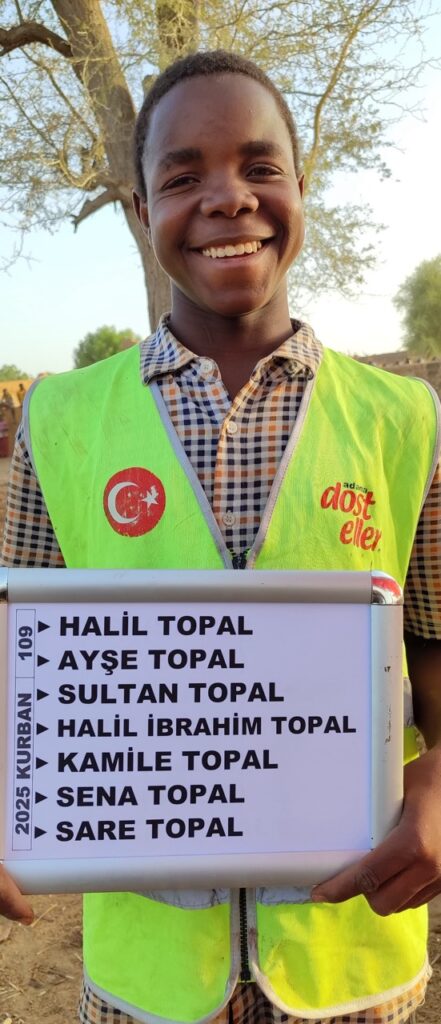 adana
dost
eller
109
2025 KURBAN
HALİL TOPAL
AYŞE TOPAL
SULTAN TOPAL
HALİL İBRAHİM TOPAL
KAMİLE TOPAL
SENA TOPAL
SARE TOPAL